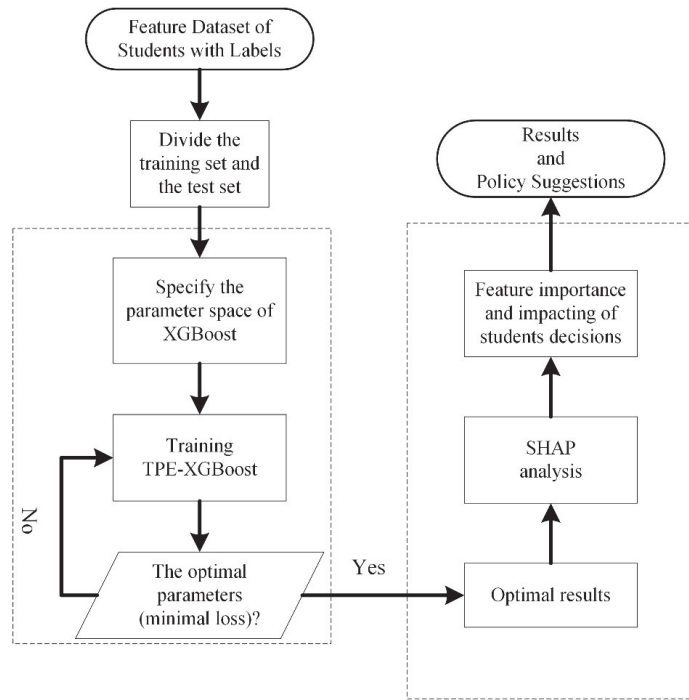 Feature Dataset of
Students with Labels
Divide the
training set and
the test set
Specify the
parameter space of
XGBoost
Training
TPE-XGBoost
No
The optimal
parameters
(minimal loss)?
Yes
Optimal results
SHAP
analysis
Feature importance
and impacting of
students decisions
Results
and
Policy Suggestions